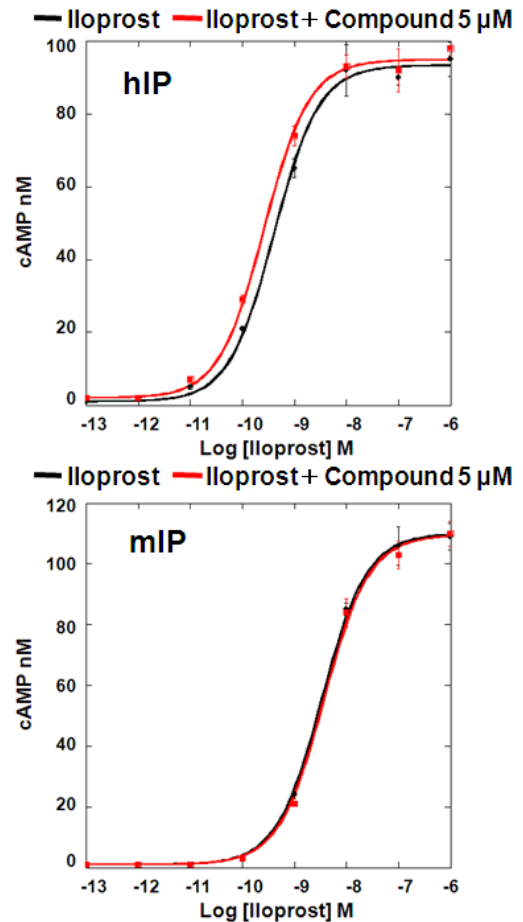 Iloprost Iloprost + Compound 5 µM
hIP
100
80
60
40
20
0
cAMP nM
-13 -12 -11 -10 -9 -8 -7 -6
Log [Iloprost] M
Iloprost Iloprost + Compound 5 µM
mIP
120
100
80
60
40
20
0
cAMP nM
-13 -12 -11 -10 -9 -8 -7 -6
Log [Iloprost] M